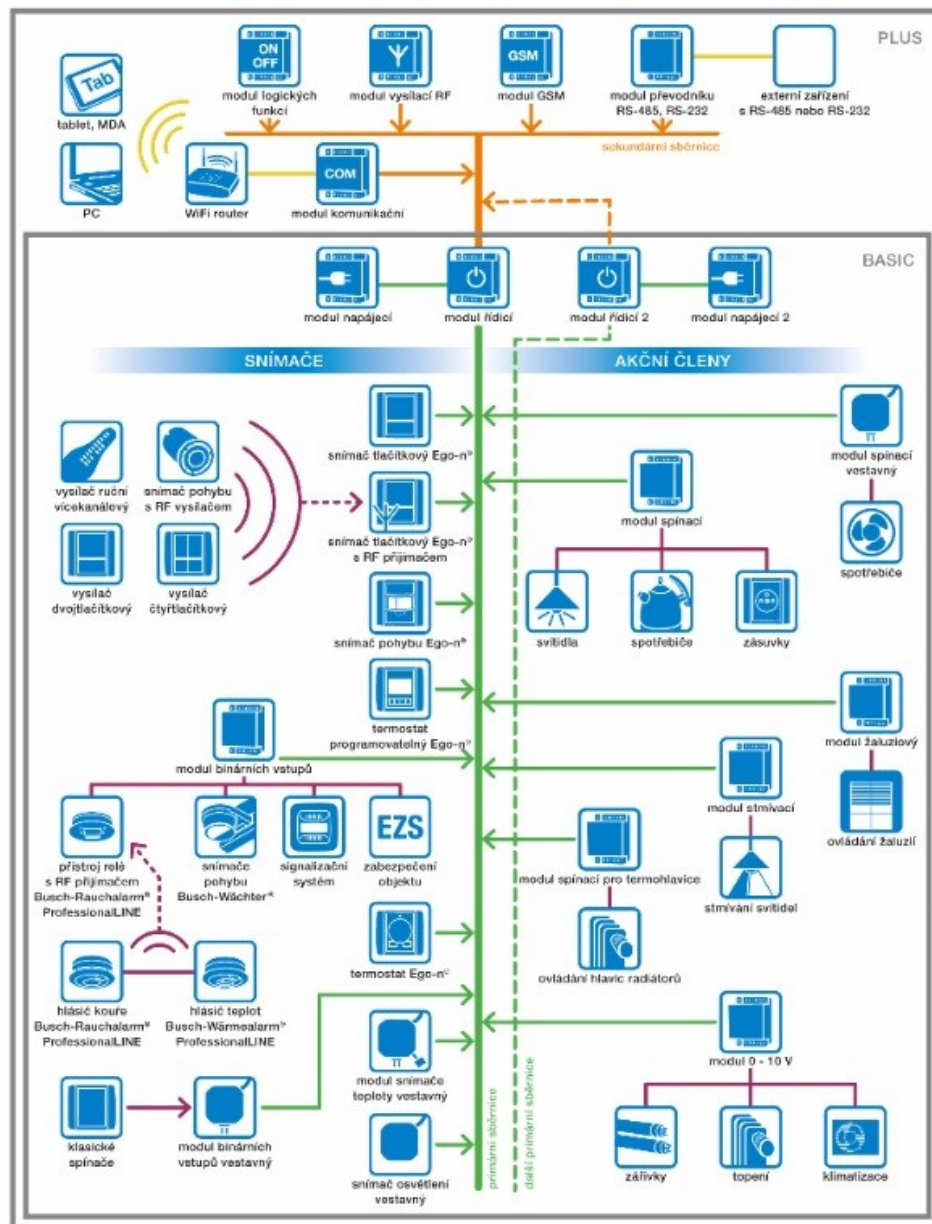 PLUS
ON
OFF
GSM
Tab
modul logických
funkcí
modul vysílací RF
modul GSM
modul převodníku
RS-485, RS-232
externí zařízení
s RS-485 nebo RS-232
tablet, MDA
sekundární sběrnice
COM
PC
WiFi router
modul komunikační
BASIC
modul napájecí
modul řídicí
modul řídicí 2
modul napájecí 2
SNÍMAČE
AKČNÍ ČLENY
snímač tlačítkový Ego-n®
vysílač ruční
vícekanálový
snímač pohybu
s RF vysílačem
modul spínací
vestavný
modul spínací
snímač tlačítkový Ego-n®
s RF přijímačem
spotřebiče
vysílač
dvojtlačítkový
vysílač
čtyřtlačítkový
svítidla
spotřebiče
zásuvky
snímač pohybu Ego-n®
termostat
programovatelný Ego-n®
modul žaluziový
modul binárních vstupů
modul stmívací
EZS
ovládání žaluzií
přístroj relé
s RF přijímačem
Busch-Rauchalarm®
ProfessionalLINE
snímače
pohybu
Busch-Wächter®
signalizační
systém
zabezpečení
objektu
modul spínací pro termohlavice
stmívání svítidel
termostat Ego-n®
ovládání hlavic radiátorů
hlásič kouře
Busch-Rauchalarm®
ProfessionalLINE
hlásič teplot
Busch-Wärmealarm®
ProfessionalLINE
modul 0 - 10 V
modul snímače
teploty vestavný
klasické
spínače
modul binárních
vstupů vestavný
snímač osvětlení
vestavný
primární sběrnice
další primární sběrnice
zářivky
topení
klimatizace